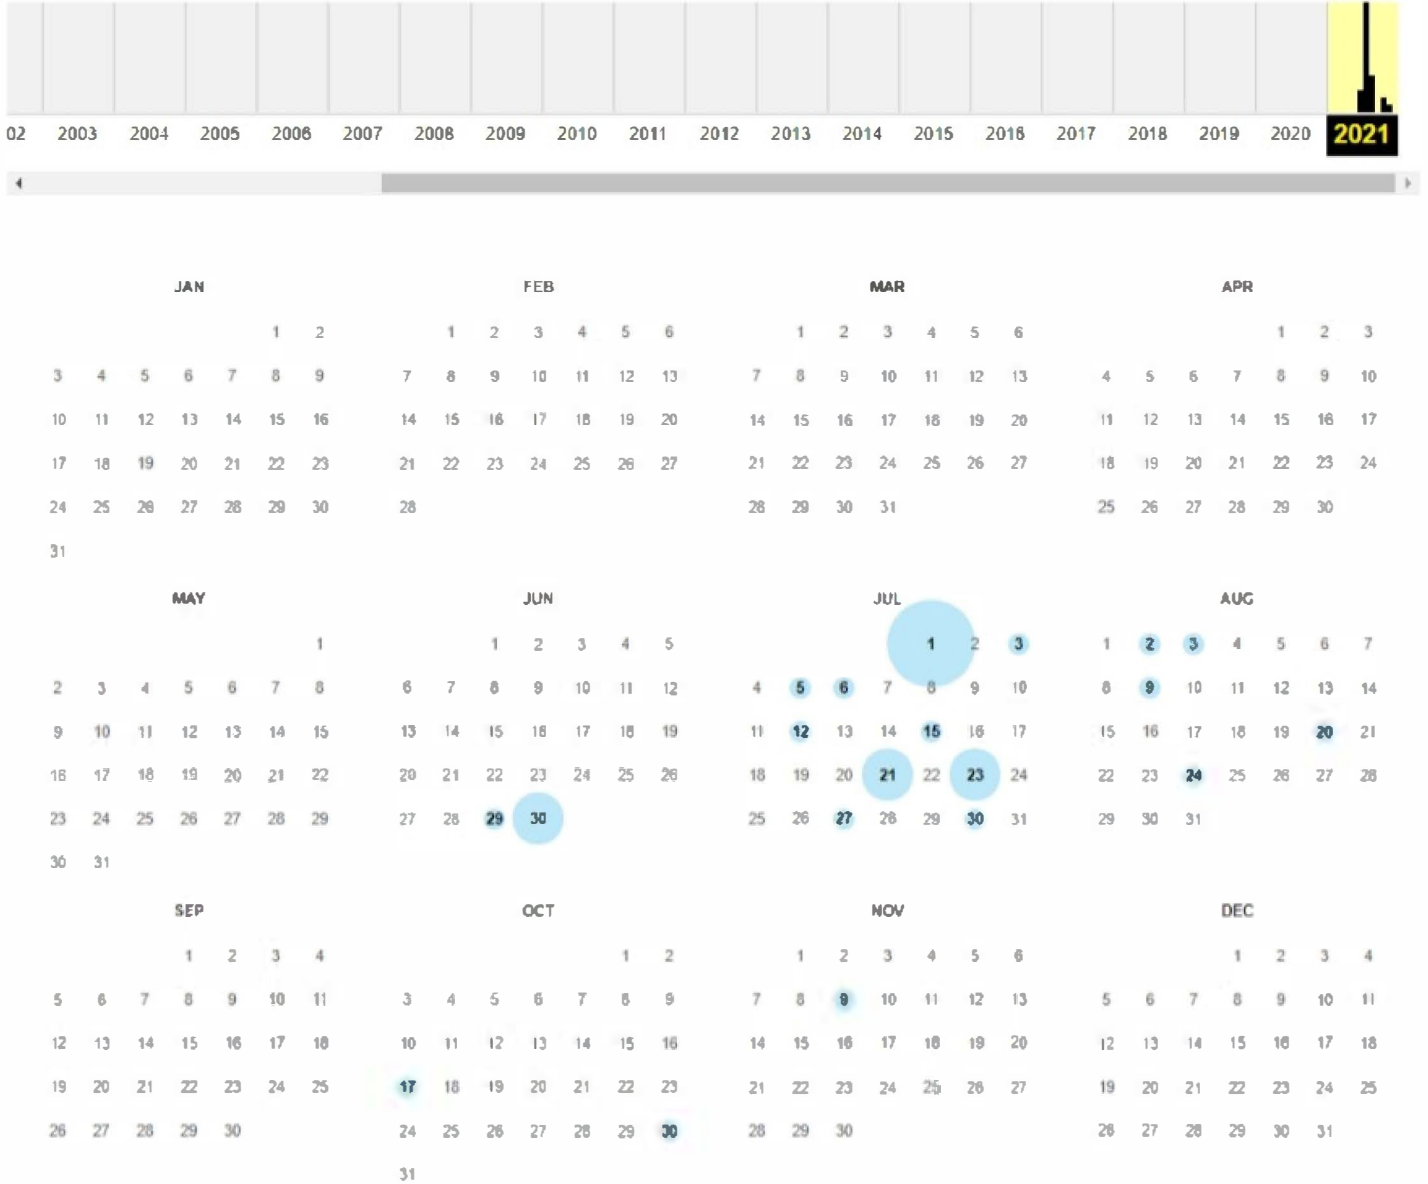 02 2003 2004 2005 2006 2007 2008 2009 2010 2011 2012 2013 2014 2015 2016 2017 2018 2019 2020 2021
JAN FEB MAR APR
1 2 1 2 3 4 5 6 1 2 3 4 5 6 1 2 3
3 4 5 6 7 8 9 7 8 9 10 11 12 13 7 8 9 10 11 12 13 4 5 6 7 8 9 10
10 11 12 13 14 15 16 14 15 16 17 18 19 20 14 15 16 17 18 19 20 11 12 13 14 15 16 17
17 18 19 20 21 22 23 21 22 23 24 25 26 27 21 22 23 24 25 26 27 18 19 20 21 22 23 24
24 25 26 27 28 29 30 28 28 29 30 31 25 26 27 28 29 30
31
MAY JUN JUL AUG
1 1 2 3 4 5 1 2 3 1 2 3 4 5 6 7
2 3 4 5 6 7 8 6 7 8 9 10 11 12 4 5 6 7 8 9 10 8 9 10 11 12 13 14
9 10 11 12 13 14 15 13 14 15 16 17 18 19 11 12 13 14 15 16 17 15 16 17 18 19 20 21
16 17 18 19 20 21 22 20 21 22 23 24 25 26 18 19 20 21 22 23 24 22 23 24 25 26 27 28
23 24 25 26 27 28 29 27 28 29 30 25 26 27 28 29 30 31 29 30 31
30 31
SEP OCT NOV DEC
1 2 3 4 1 2 1 2 3 4 5 6 1 2 3 4
5 6 7 8 9 10 11 3 4 5 6 7 8 9 7 8 9 10 11 12 13 5 6 7 8 9 10 11
12 13 14 15 16 17 18 10 11 12 13 14 15 16 14 15 16 17 18 19 20 12 13 14 15 16 17 18
19 20 21 22 23 24 25 17 18 19 20 21 22 23 21 22 23 24 25 26 27 19 20 21 22 23 24 25
26 27 28 29 30 24 25 26 27 28 29 30 28 29 30 26 27 28 29 30 31
31